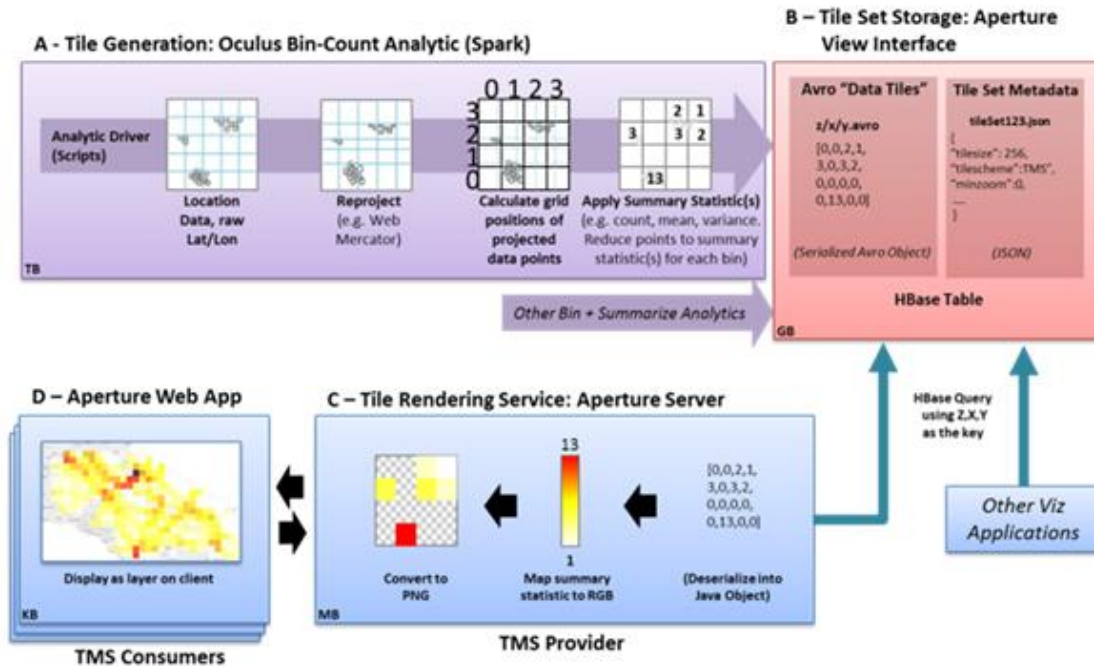 A - Tile Generation: Oculus Bin-Count Analytic (Spark)
B – Tile Set Storage: Aperture
View Interface
Analytic Driver
(Scripts)
Location
Data, raw
Lat/Lon
Reproject
(e.g. Web
Mercator)
0 1 2 3
3
2
1
0
Calculate grid
positions of
projected
data points
2 1
3 3 2
13
Apply Summary Statistic(s)
(e.g. count, mean, variance.
Reduce points to summary
statistic(s) for each bin)
TB
Other Bin + Summarize Analytics
Avro "Data Tiles"
z/x/y.avro
[0,0,2,1,
3,0,3,2,
0,0,0,0,
0,13,0,0]
(Serialized Avro Object)
Tile Set Metadata
tileSet123.json
{
"tilesize": 256,
"tilescheme":TMS",
"minzoom":0,
....
}
(JSON)
HBase Table
GB
D – Aperture Web App
Display as layer on client
KB
TMS Consumers
C – Tile Rendering Service: Aperture Server
Convert to
PNG
13
1
Map summary
statistic to RGB
[0,0,2,1,
3,0,3,2,
0,0,0,0,
0,13,0,0]
(Deserialize into
Java Object)
MB
TMS Provider
HBase Query
using Z,X,Y
as the key
Other Viz
Applications